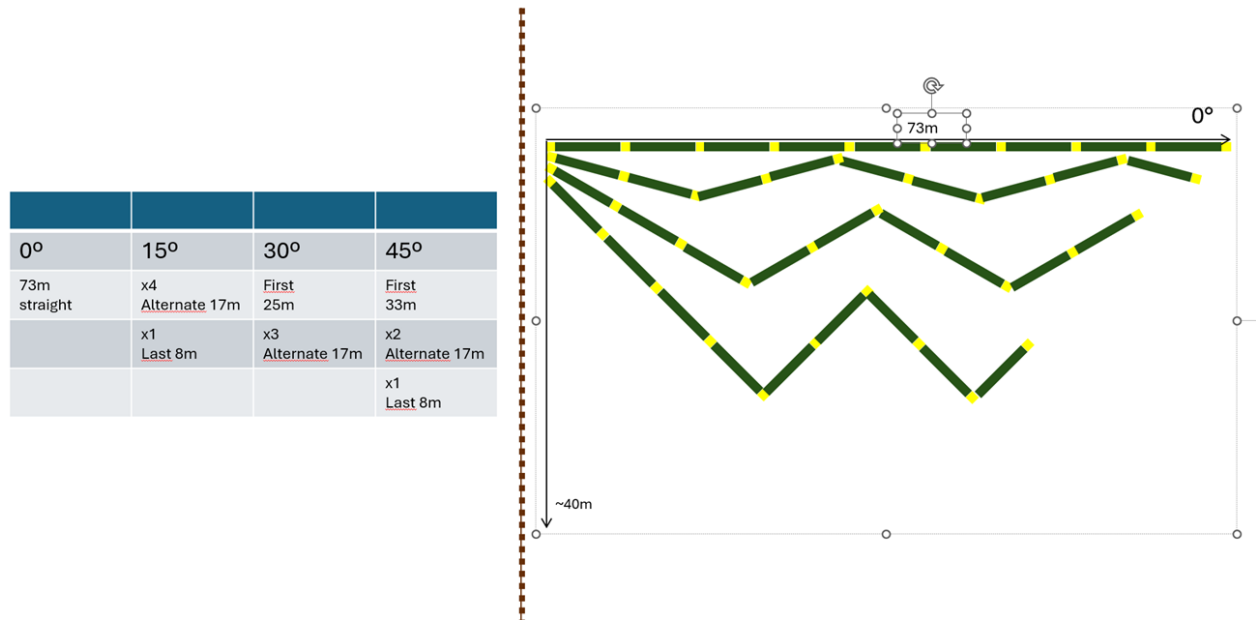 0º 15º 30º 45º
73m
straight
x4
Alternate 17m
First
25m
First
33m
x1
Last 8m
x3
Alternate 17m
x2
Alternate 17m
x1
Last 8m
73m
0º
~40m